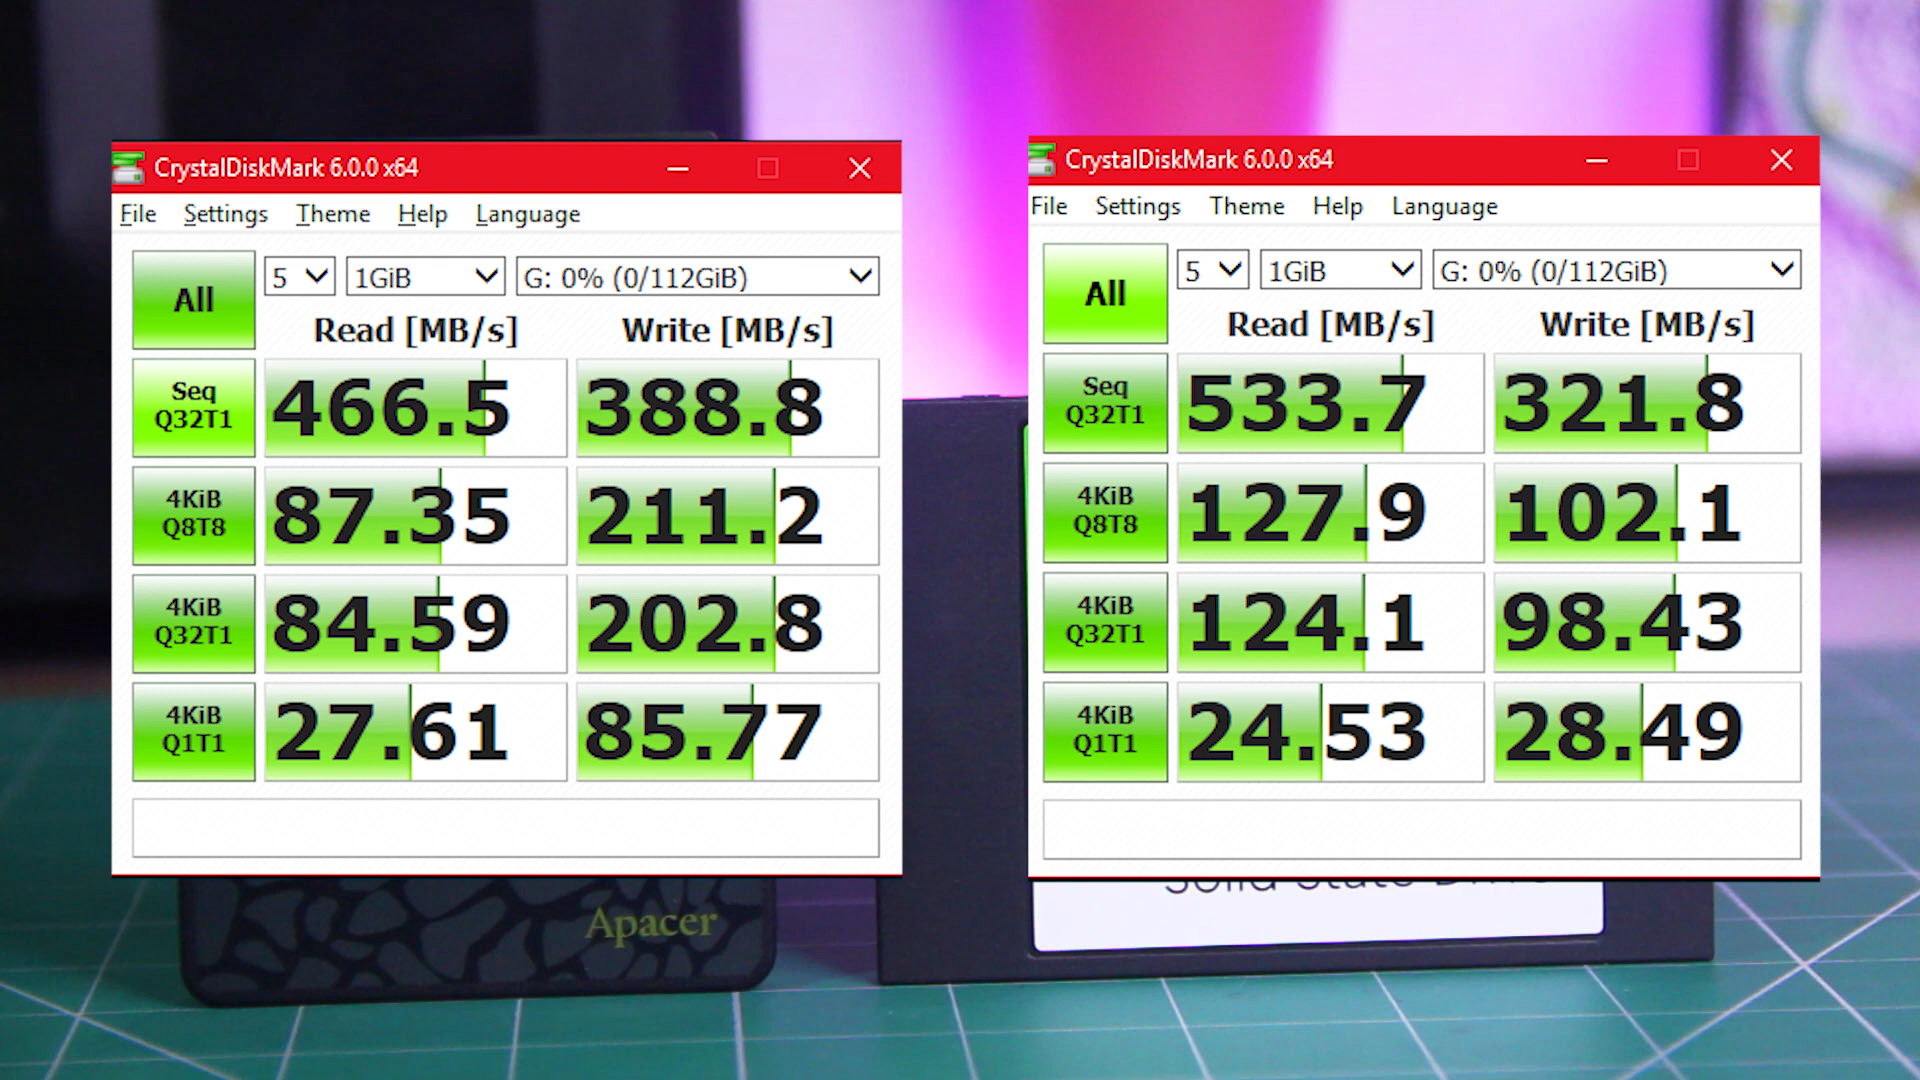 CrystalDiskMark 6.0.0 x64
File Settings Theme Help Language
All 5 1GiB G: 0% (0/112GiB)
Read [MB/s] Write [MB/s]
Seq
Q32T1
466.5 388.8
4KiB
Q8T8
87.35 211.2
4KiB
Q32T1
84.59 202.8
4KiB
Q1T1
27.61 85.77
CrystalDiskMark 6.0.0 x64
File Settings Theme Help Language
All 5 1GiB G: 0% (0/112GiB)
Read [MB/s] Write [MB/s]
Seq
Q32T1
533.7 321.8
4KiB
Q8T8
127.9 102.1
4KiB
Q32T1
124.1 98.43
4KiB
Q1T1
24.53 28.49
Apacer
Solid State Drive